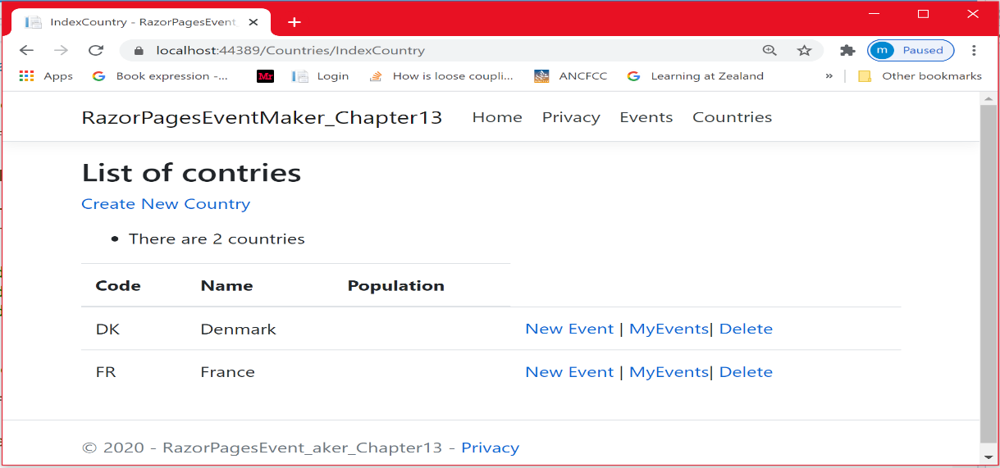 IndexCountry - RazorPagesEvent_
localhost:44389/Countries/IndexCountry
m Paused
Apps Book expression -... Mr Login How is loose coupli... ANCFCC Learning at Zealand » Other bookmarks
RazorPagesEventMaker_Chapter13 Home Privacy Events Countries
List of contries
Create New Country
• There are 2 countries
Code Name Population
DK Denmark New Event | MyEvents| Delete
FR France New Event | MyEvents| Delete
© 2020 - RazorPagesEvent_aker_Chapter13 - Privacy